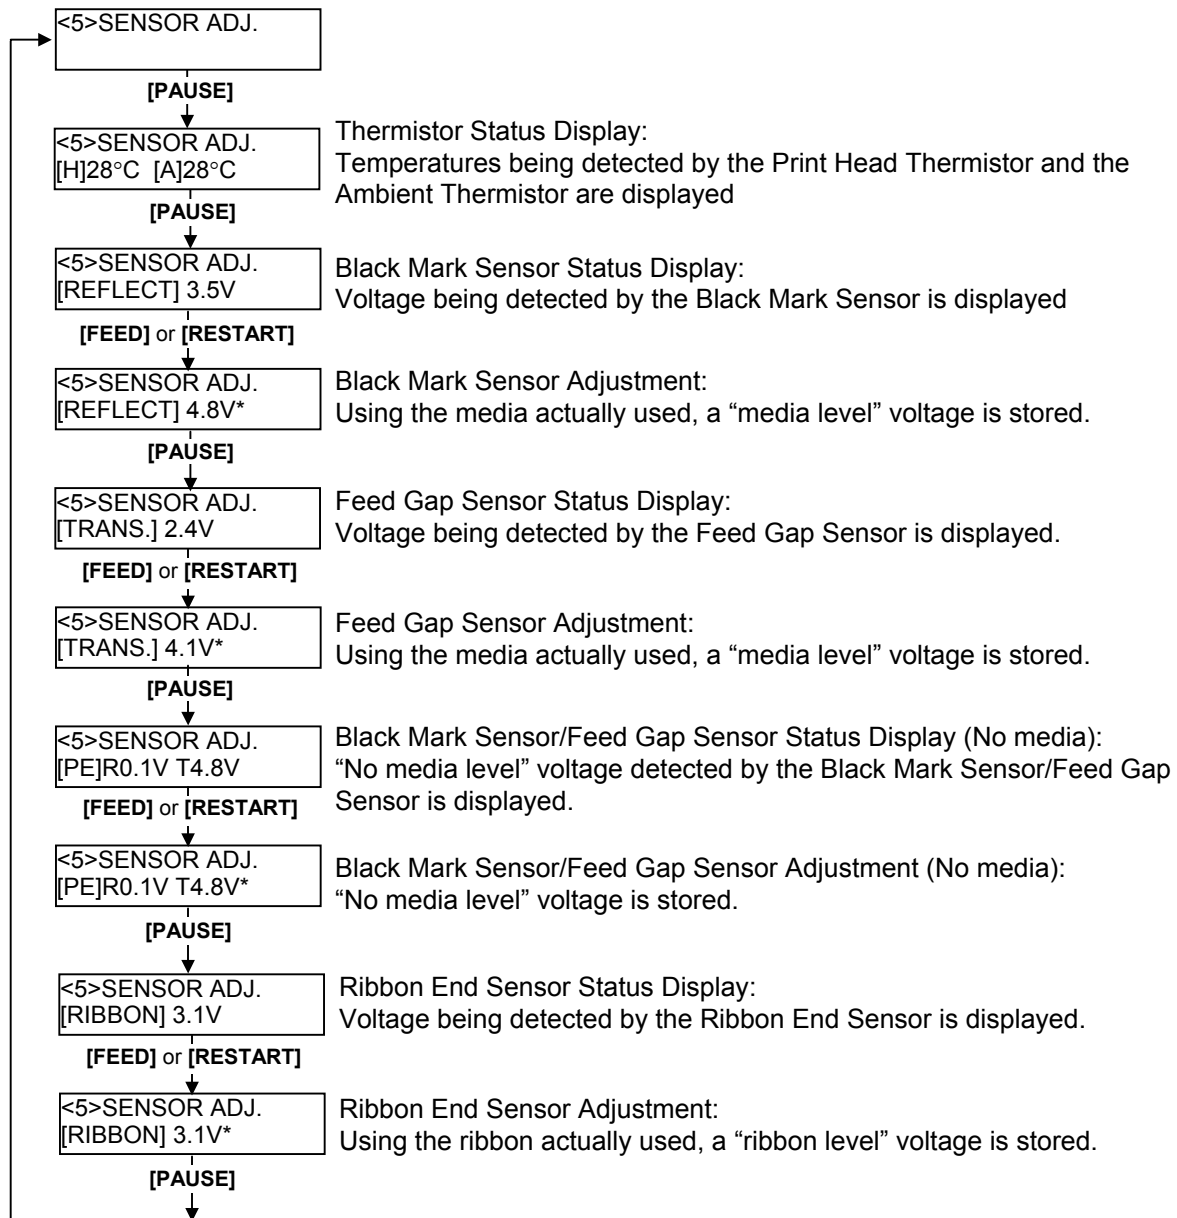 <5>SENSOR ADJ.
[PAUSE]
<5>SENSOR ADJ.
[H]28°C [A]28°C
Thermistor Status Display:
Temperatures being detected by the Print Head Thermistor and the
Ambient Thermistor are displayed
[PAUSE]
<5>SENSOR ADJ.
[REFLECT] 3.5V
Black Mark Sensor Status Display:
Voltage being detected by the Black Mark Sensor is displayed
[FEED] or [RESTART]
<5>SENSOR ADJ.
[REFLECT] 4.8V*
Black Mark Sensor Adjustment:
Using the media actually used, a “media level” voltage is stored.
[PAUSE]
<5>SENSOR ADJ.
[TRANS.] 2.4V
Feed Gap Sensor Status Display:
Voltage being detected by the Feed Gap Sensor is displayed.
[FEED] or [RESTART]
<5>SENSOR ADJ.
[TRANS.] 4.1V*
Feed Gap Sensor Adjustment:
Using the media actually used, a “media level” voltage is stored.
[PAUSE]
<5>SENSOR ADJ.
[PE]R0.1V T4.8V
Black Mark Sensor/Feed Gap Sensor Status Display (No media):
“No media level” voltage detected by the Black Mark Sensor/Feed Gap
Sensor is displayed.
[FEED] or [RESTART]
<5>SENSOR ADJ.
[PE]R0.1V T4.8V*
Black Mark Sensor/Feed Gap Sensor Adjustment (No media):
“No media level” voltage is stored.
[PAUSE]
<5>SENSOR ADJ.
[RIBBON] 3.1V
Ribbon End Sensor Status Display:
Voltage being detected by the Ribbon End Sensor is displayed.
[FEED] or [RESTART]
<5>SENSOR ADJ.
[RIBBON] 3.1V*
Ribbon End Sensor Adjustment:
Using the ribbon actually used, a “ribbon level” voltage is stored.
[PAUSE]